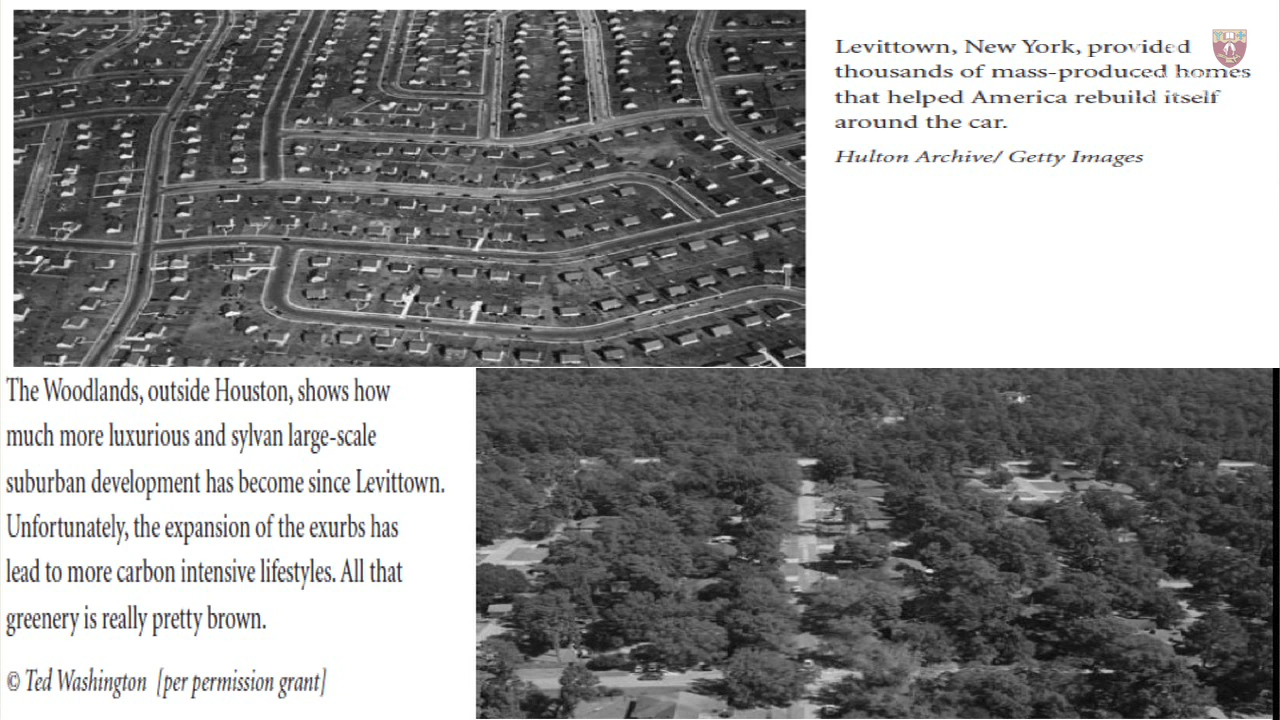 Levittown, New York, provided
thousands of mass-produced homes
that helped America rebuild itself
around the car.
Hulton Archive/ Getty Images
The Woodlands, outside Houston, shows how
much more luxurious and sylvan large-scale
suburban development has become since Levittown.
Unfortunately, the expansion of the exurbs has
lead to more carbon intensive lifestyles. All that
greenery is really pretty brown.
© Ted Washington [per permission grant]